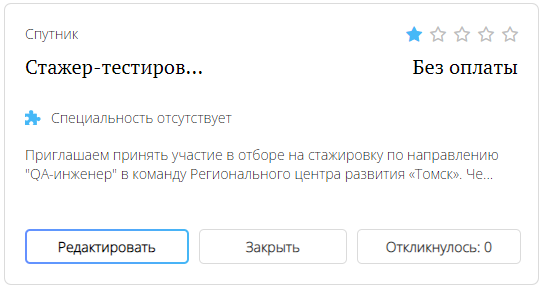 Спутник
Стажер-тестиров... Без оплаты
Специальность отсутствует
Приглашаем принять участие в отборе на стажировку по направлению
"QA-инженер" в команду Регионального центра развития «Томск». Че...
Редактировать Закрыть Откликнулось: 0